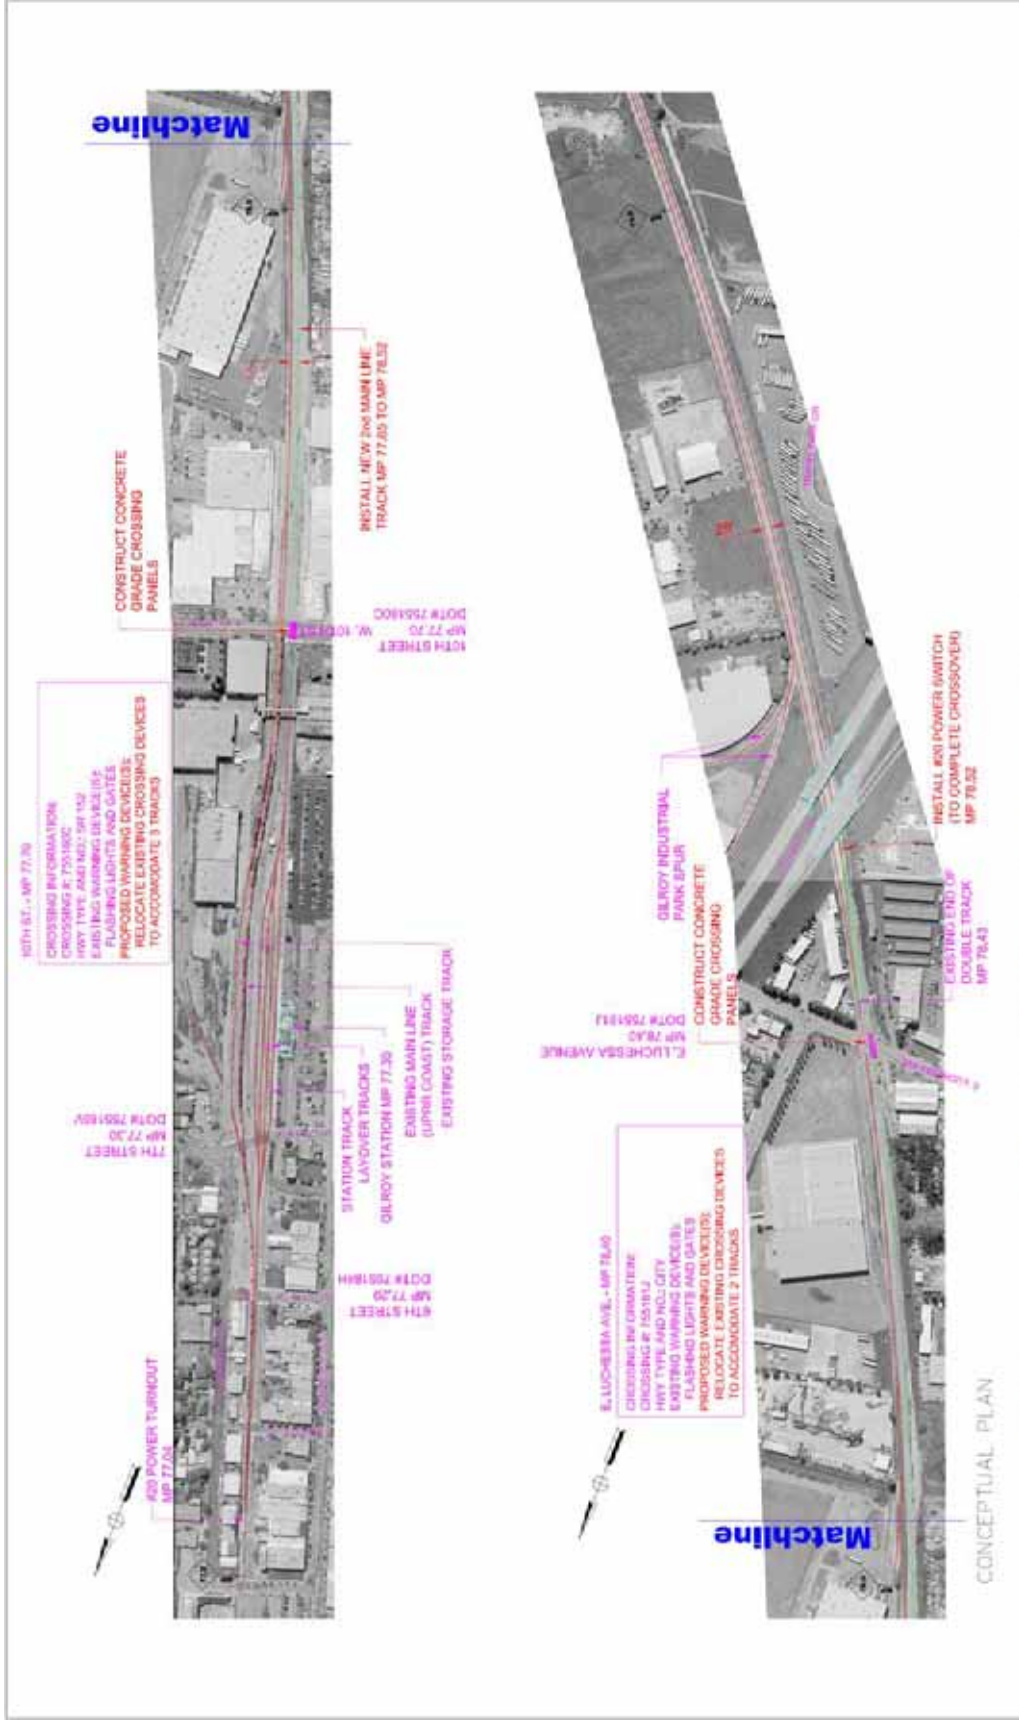 Matchline
CONSTRUCT CONCRETE
GRADE CROSSING
PANELS
INSTALL NEW 2nd MAIN LINE
TRACK MP 77.65 TO MP 78.52
10TH ST. - MP 77.70
CROSSING INFORMATION:
CROSSING #: 755180C
HWY TYPE AND NO.: SR 152
EXISTING WARNING DEVICE(S):
FLASHING LIGHTS AND GATES
PROPOSED WARNING DEVICE(S):
RELOCATE EXISTING CROSSING DEVICES
TO ACCOMODATE 3 TRACKS
10TH STREET
MP 77.70
DOT# 755180C
7TH STREET
MP 77.30
DOT#
STATION TRACK
LAYOVER TRACKS
GILROY STATION MP 77.30
EXISTING MAIN LINE
(UPRR COAST) TRACK
EXISTING STORAGE TRACK
6TH STREET
MP 77.20
DOT#
#20 POWER TURNOUT
MP 77.04
GILROY INDUSTRIAL
PARK SPUR
INSTALL #20 POWER SWITCH
(TO COMPLETE CROSSOVER)
MP 78.52
CONSTRUCT CONCRETE
GRADE CROSSING
PANELS
E. LUCHESSA AVENUE
MP 78.40
DOT# 755181J
EXISTING END OF
DOUBLE TRACK
MP 78.43
E. LUCHESSA AVE. - MP 78.40
CROSSING INFORMATION:
CROSSING #: 755181J
HWY TYPE AND NO.: CITY
EXISTING WARNING DEVICE(S):
FLASHING LIGHTS AND GATES
PROPOSED WARNING DEVICE(S):
RELOCATE EXISTING CROSSING DEVICES
TO ACCOMODATE 2 TRACKS
Matchline
CONCEPTUAL PLAN